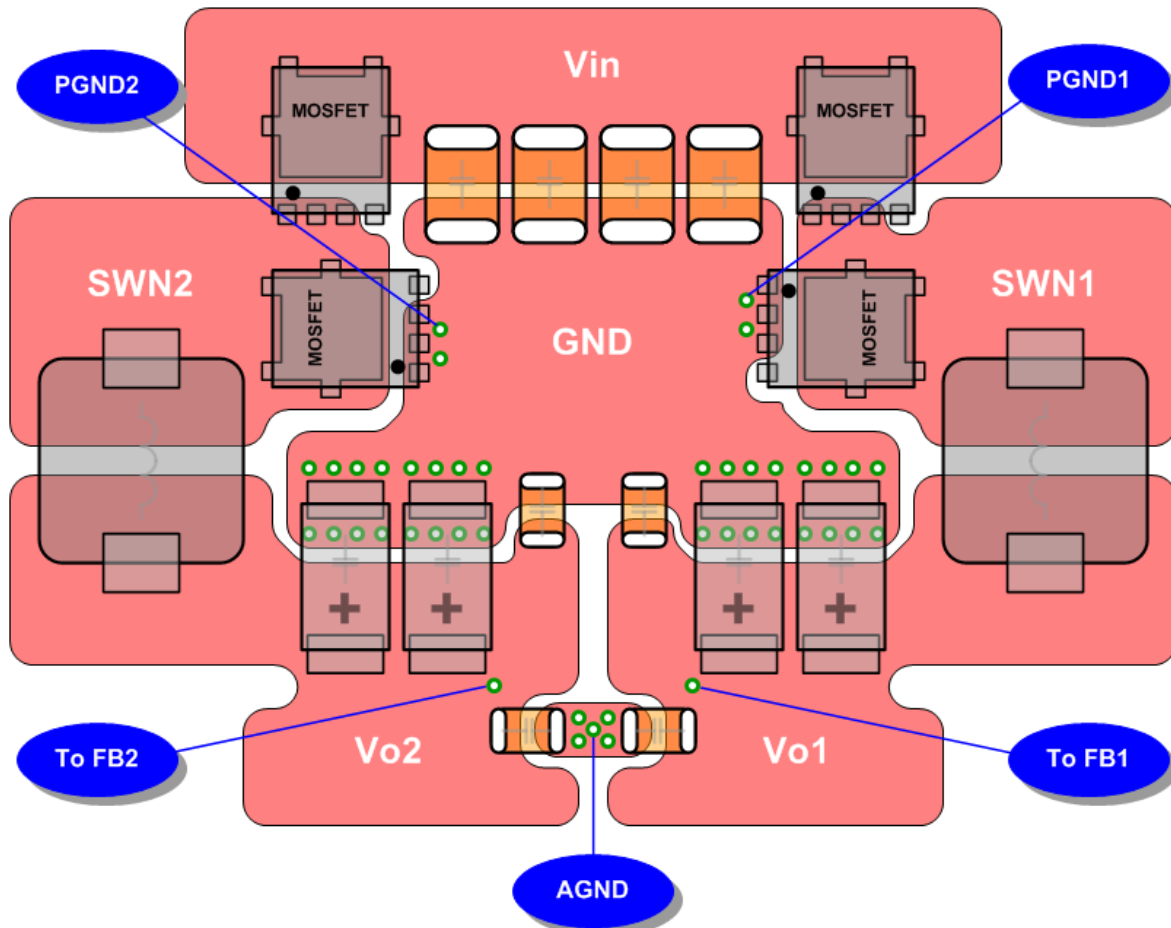 Vin
PGND2
PGND1
MOSFET
MOSFET
SWN2
SWN1
MOSFET
GND
MOSFET
+
+
+
+
To FB2
Vo2
Vo1
To FB1
AGND